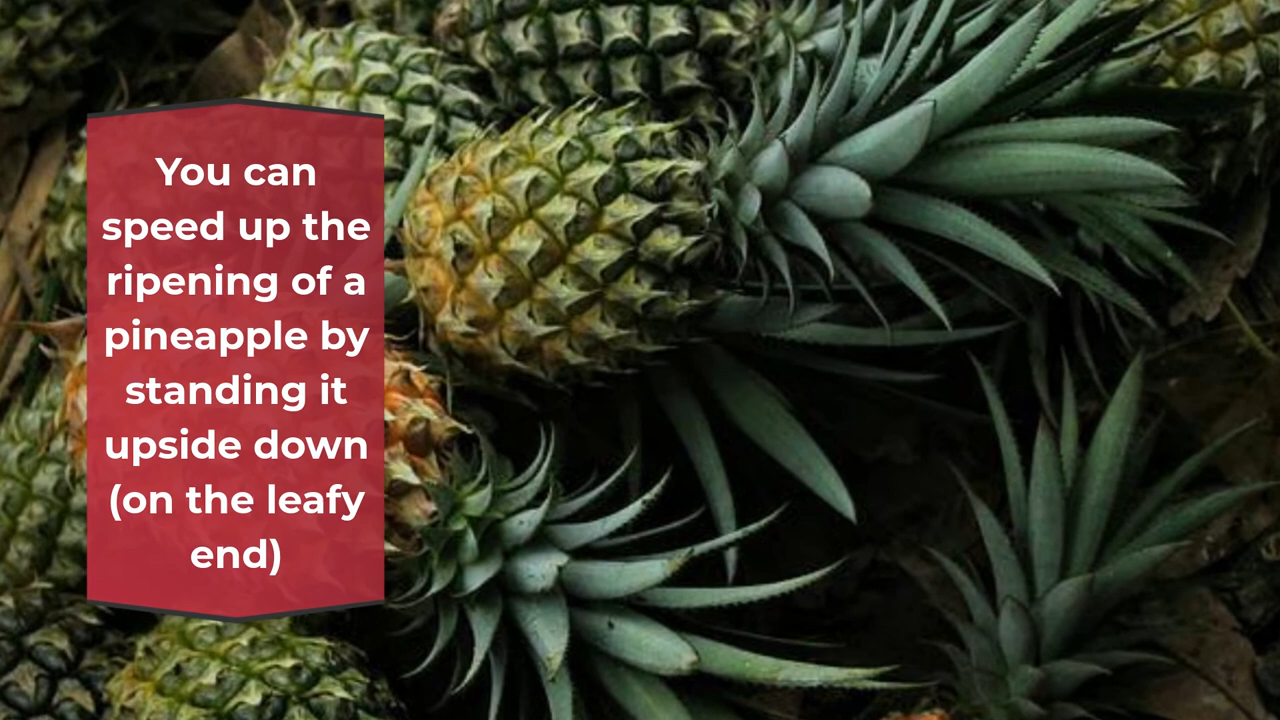 You can
speed up the
ripening of a
pineapple by
standing it
upside down
(on the leafy
end)